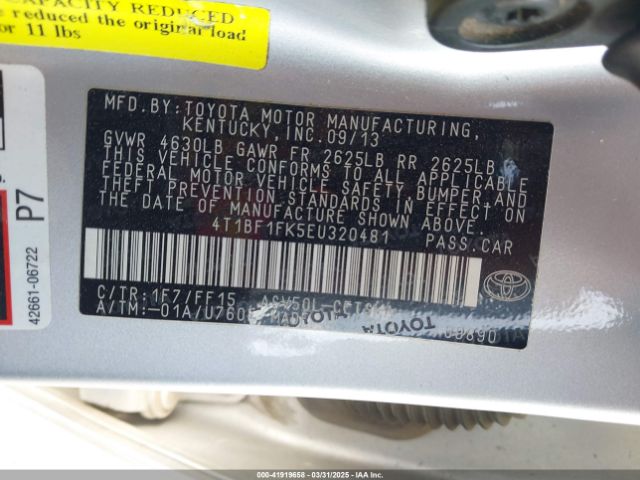 CAPACITY REDUCED
reduced the original load
or 11 lbs
P7
42661-06722
MFD. BY: TOYOTA MOTOR MANUFACTURING,
KENTUCKY, INC. 09/13
GVWR 4630LB GAWR FR 2625LB RR 2625LB
THIS VEHICLE CONFORMS TO ALL APPLICABLE
FEDERAL MOTOR VEHICLE SAFETY, BUMPER, AND
THEFT PREVENTION STANDARDS IN EFFECT ON
THE DATE OF MANUFACTURE SHOWN ABOVE.
4T1BF1FK5EU320481 PASS.CAR
C/TR:1F7/FF15
A/TM:-01A/U760
TOYOTA
TOYOTA
00-41919658 - 03/31/2025 - IAA Inc.